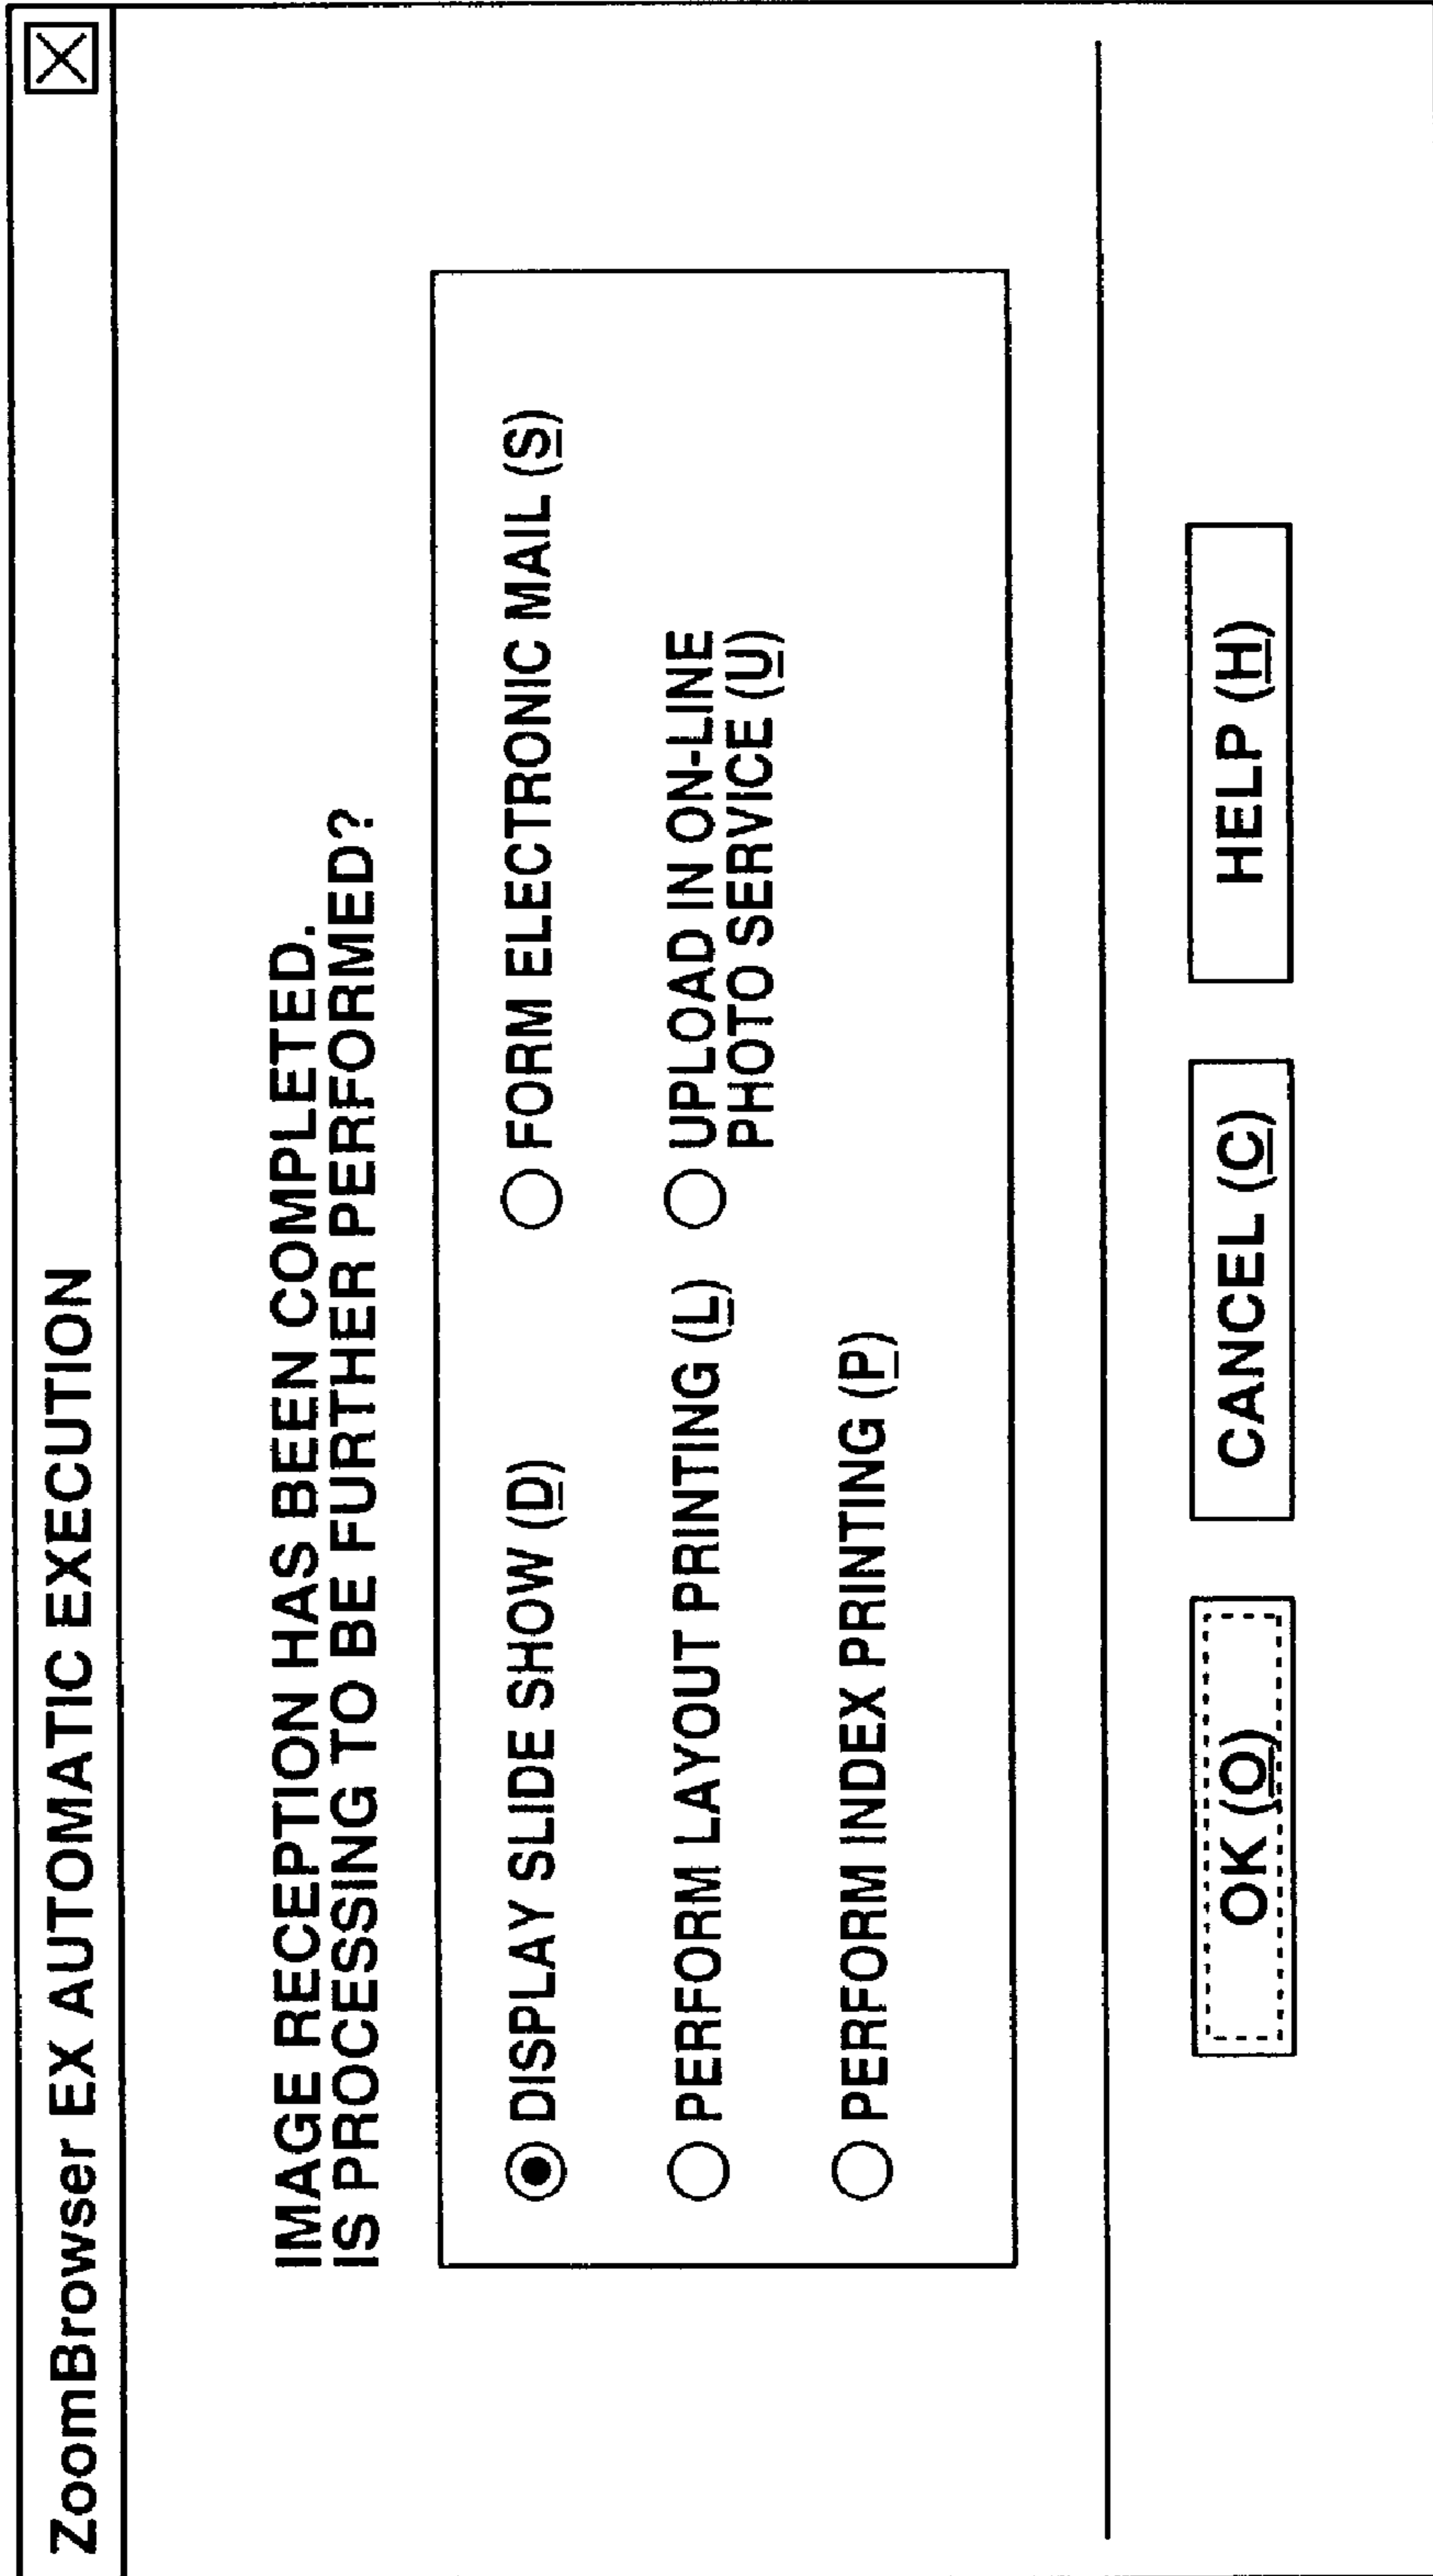 ZoomBrowser EX AUTOMATIC EXECUTION
IMAGE RECEPTION HAS BEEN COMPLETED.
IS PROCESSING TO BE FURTHER PERFORMED?
DISPLAY SLIDE SHOW (D)
FORM ELECTRONIC MAIL (S)
PERFORM LAYOUT PRINTING (L)
UPLOAD IN ON-LINE
PHOTO SERVICE (U)
PERFORM INDEX PRINTING (P)
OK (O)
CANCEL (C)
HELP (H)